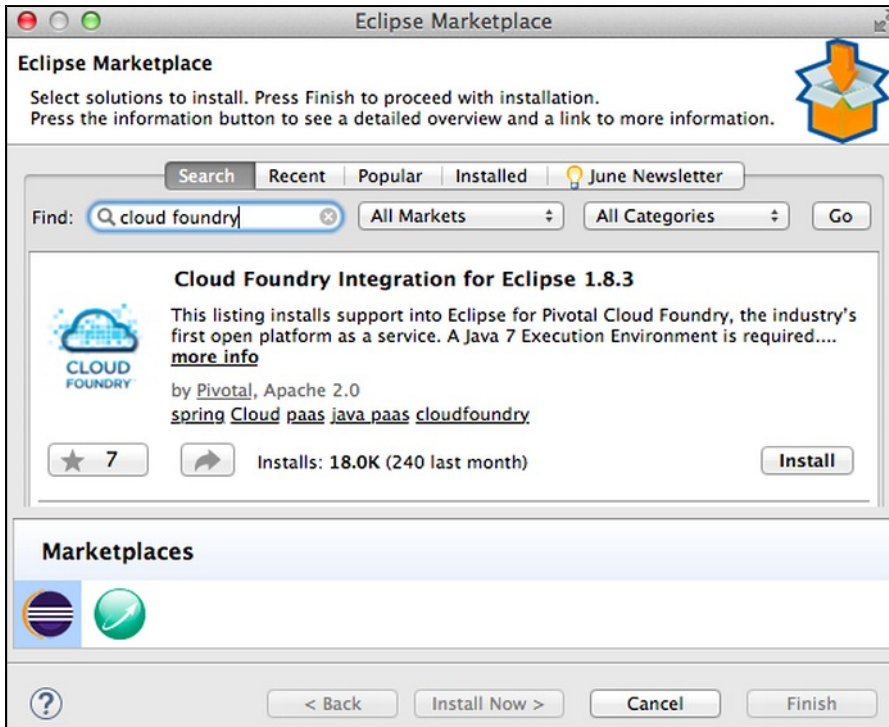 Eclipse Marketplace
Eclipse Marketplace
Select solutions to install. Press Finish to proceed with installation.
Press the information button to see a detailed overview and a link to more information.
Search Recent Popular Installed June Newsletter
Find: cloud foundry All Markets All Categories Go
Cloud Foundry Integration for Eclipse 1.8.3
This listing installs support into Eclipse for Pivotal Cloud Foundry, the industry's
first open platform as a service. A Java 7 Execution Environment is required....
more info
CLOUD
FOUNDRY
by Pivotal, Apache 2.0
spring Cloud paas java paas cloudfoundry
7 Installs: 18.0K (240 last month) Install
Marketplaces
? < Back Install Now > Cancel Finish